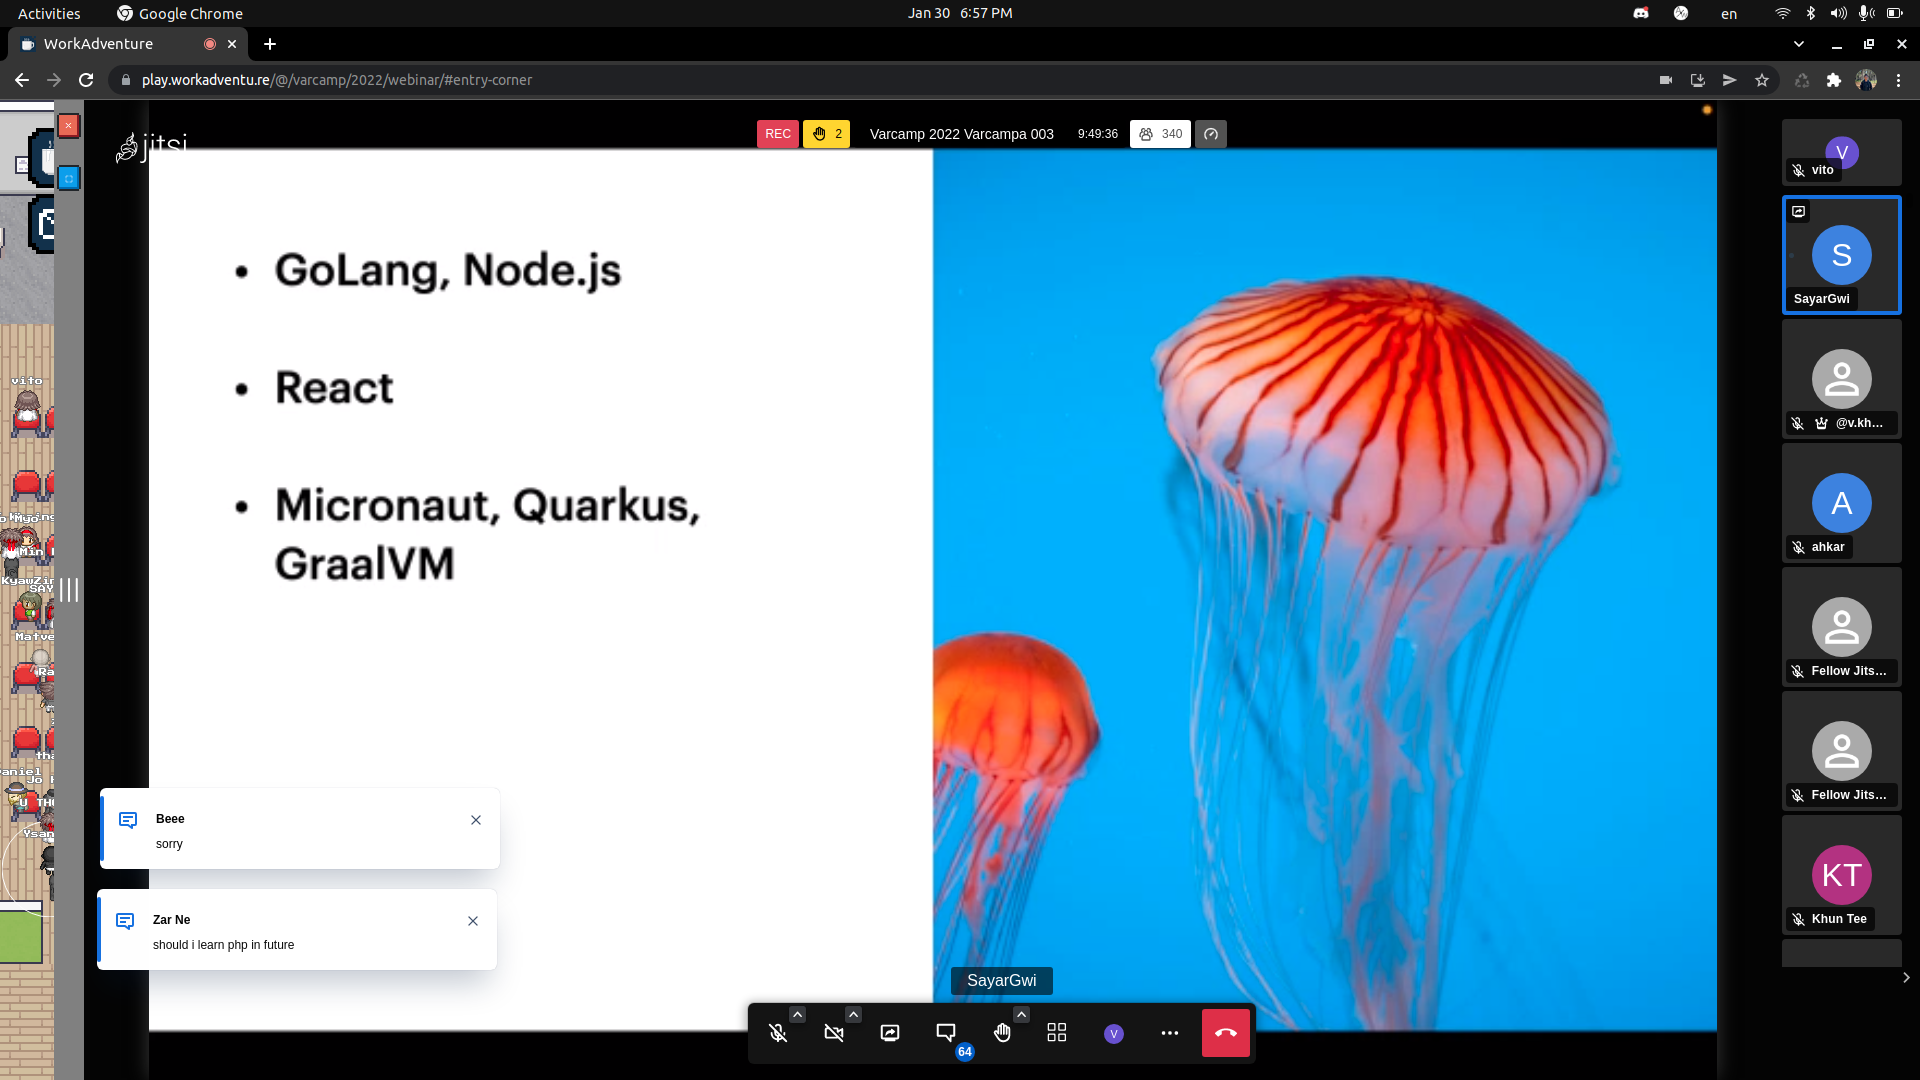 Activities
Google Chrome
Jan 30 6:57 PM
en
WorkAdventure
play.workadventu.re/@/varcamp/2022/webinar/#entry-corner
jitsi
REC
2
Varcamp 2022 Varcampa 003
9:49:36
340
GoLang, Node.js
React
Micronaut, Quarkus,
GraalVM
Beee
sorry
Zar Ne
should i learn php in future
SayarGwi
64
V
V
vito
S
SayarGwi
@v.kh...
A
ahkar
Fellow Jits...
Fellow Jits...
KT
Khun Tee
vito
Myo
Min
KyawZin
SAY
Matve
Ra
tha
aniel
Jo
U TH
Ysan